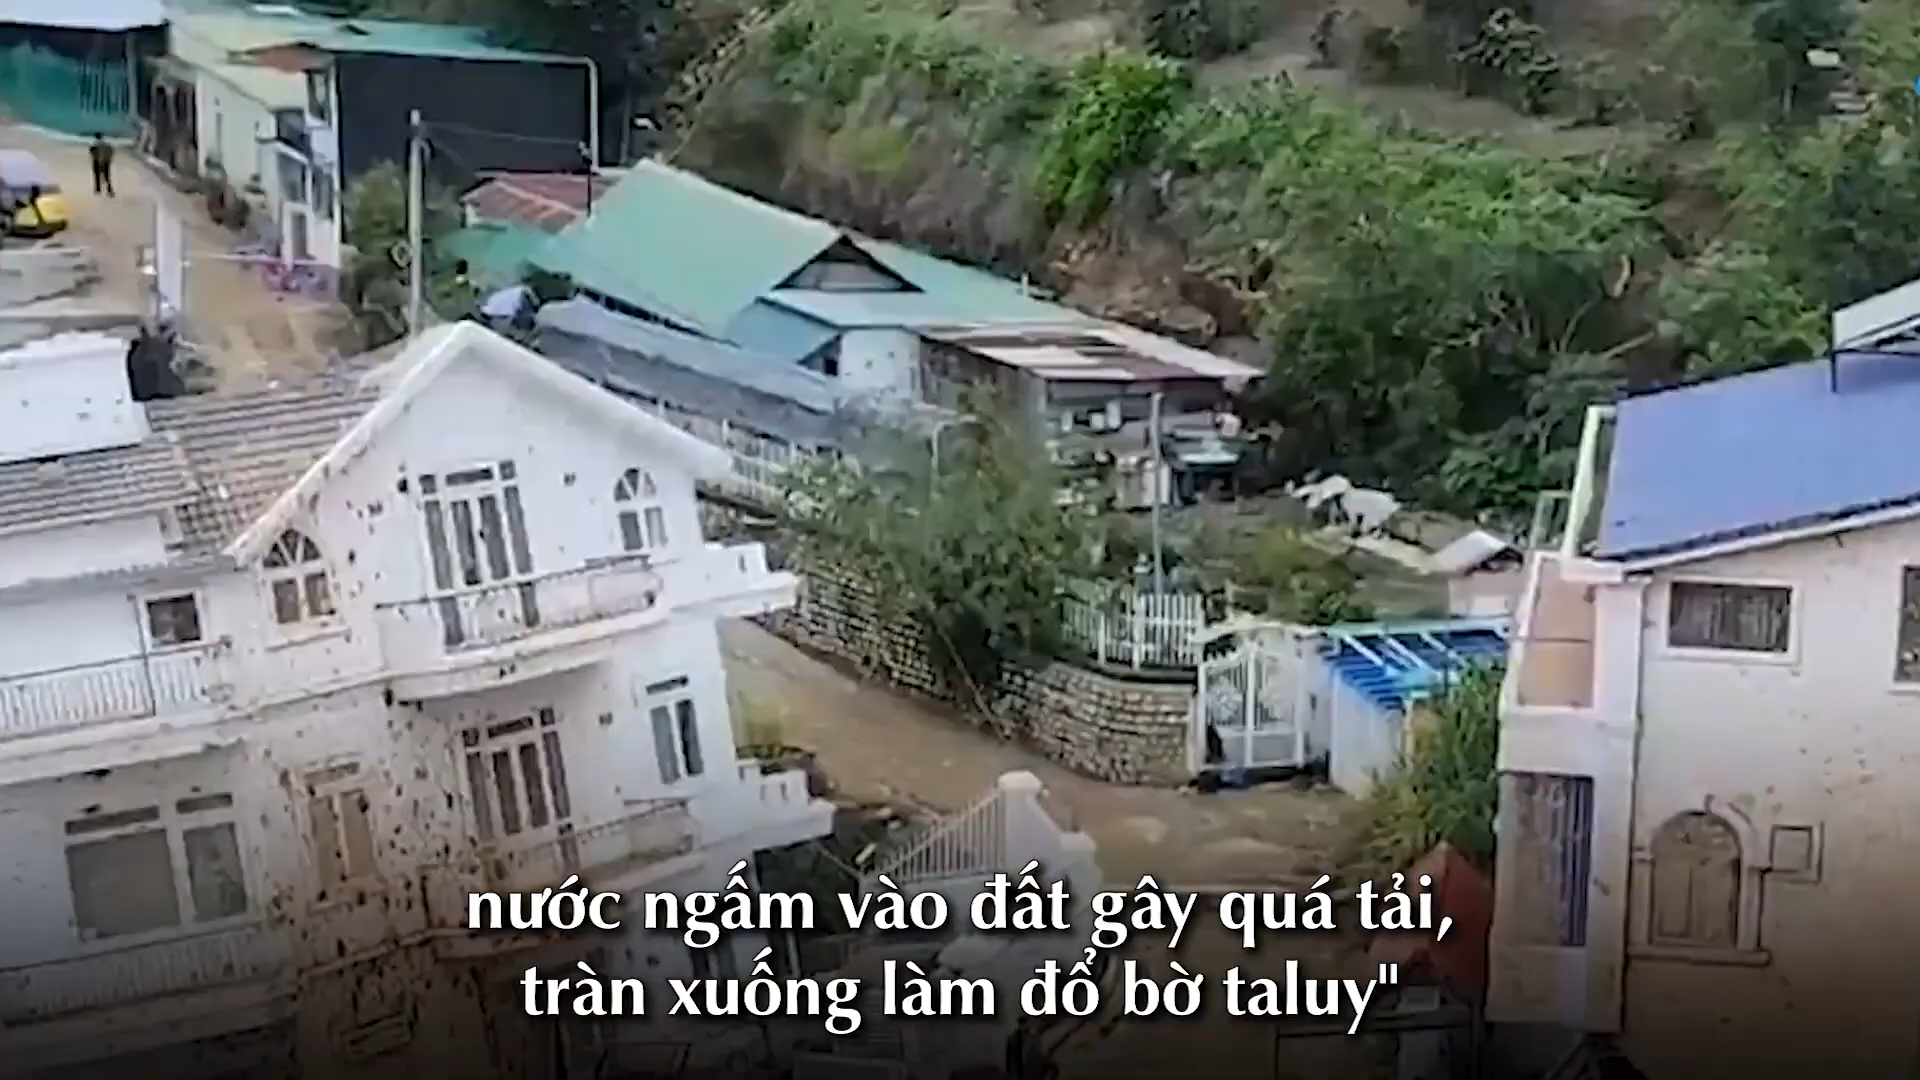 nước ngấm vào đất gây quá tải,
tràn xuống làm đổ bờ taluy"